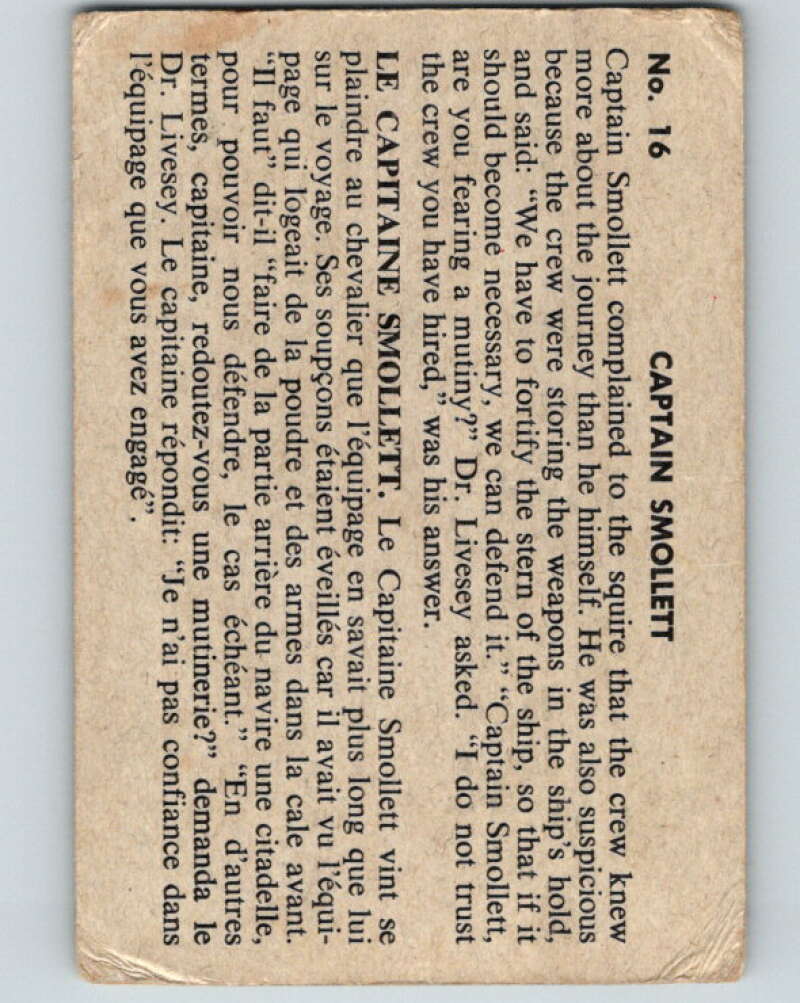 No. 16 CAPTAIN SMOLLETT
Captain Smollett complained to the squire that the crew knew
more about the journey than he himself. He was also suspicious
because the crew were storing the weapons in the ship's hold,
and said: “We have to fortify the stern of the ship, so that if it
should become necessary, we can defend it.” “Captain Smollett,
are you fearing a mutiny?” Dr. Livesey asked. “I do not trust
the crew you have hired,” was his answer.
LE CAPITAINE SMOLLETT. Le Capitaine Smollett vint se
plaindre au chevalier que l'équipage en savait plus long que lui
sur le voyage. Ses soupçons étaient éveillés car il avait vu l'équi-
page qui logeait de la poudre et des armes dans la cale avant.
“Il faut” dit-il “faire de la partie arrière du navire une citadelle,
pour pouvoir nous défendre, le cas échéant.” “En d'autres
termes, capitaine, redoutez-vous une mutinerie?” demanda le
Dr. Livesey. Le capitaine répondit: “Je n'ai pas confiance dans
l'équipage que vous avez engagé”.